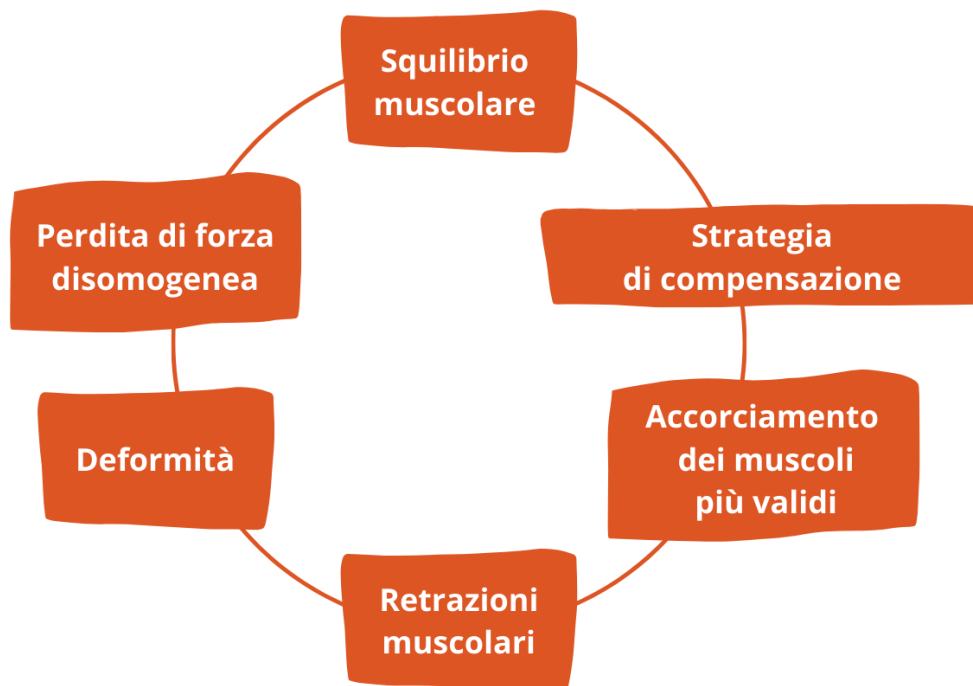 Squilibrio
muscolare
Strategia
di compensazione
Accorciamento
dei muscoli
più validi
Retrazioni
muscolari
Deformità
Perdita di forza
disomogenea